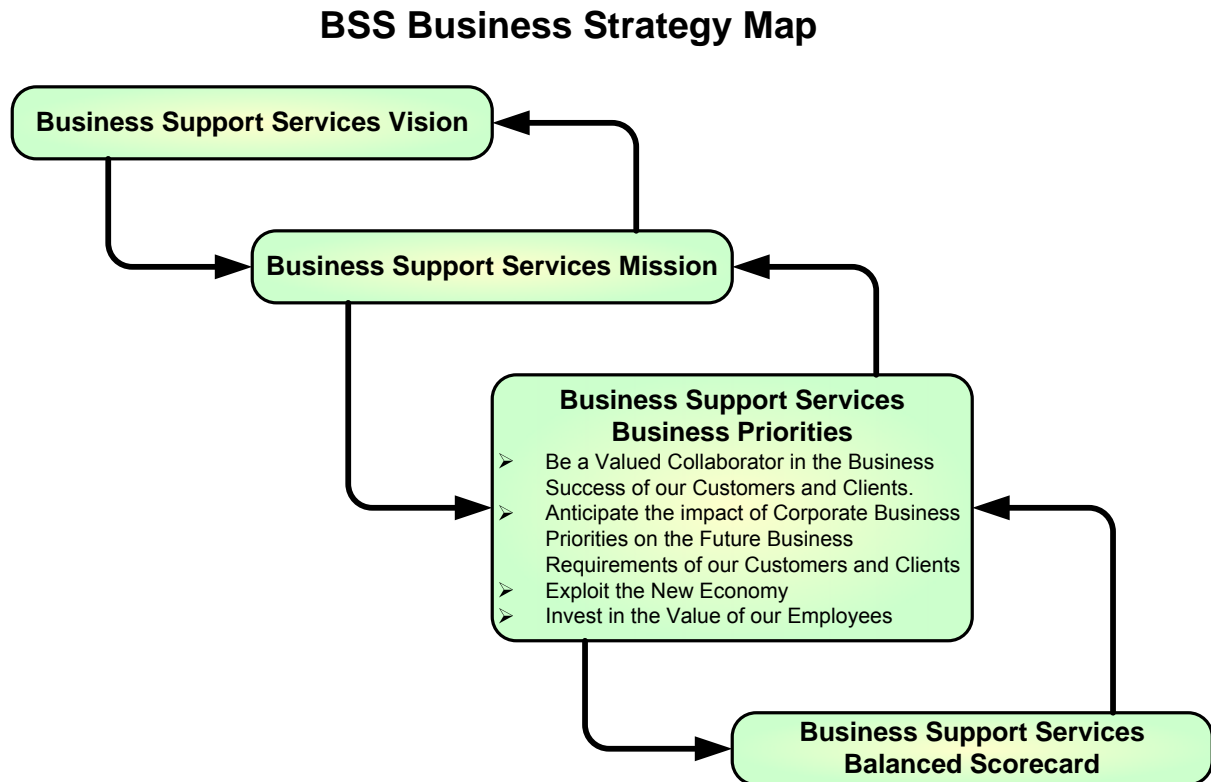 BSS Business Strategy Map
Business Support Services Vision
Business Support Services Mission
Business Support Services
Business Priorities
➢ Be a Valued Collaborator in the Business
Success of our Customers and Clients.
➢ Anticipate the impact of Corporate Business
Priorities on the Future Business
Requirements of our Customers and Clients
➢ Exploit the New Economy
➢ Invest in the Value of our Employees
Business Support Services
Balanced Scorecard